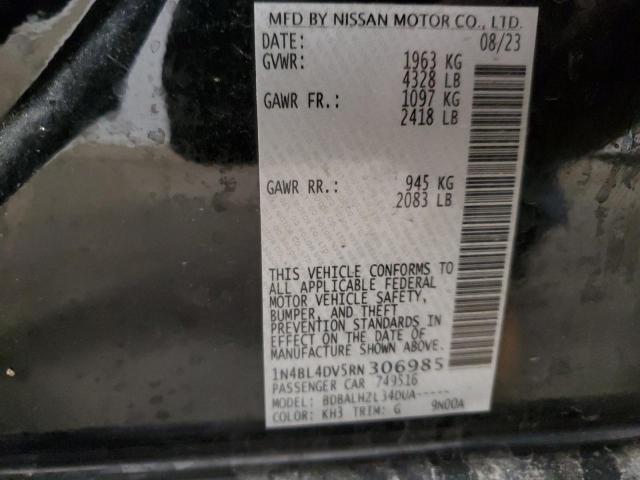 MFD BY NISSAN MOTOR CO., LTD.
DATE: 08/23
GVWR: 1963 KG
4328 LB
GAWR FR.: 1097 KG
2418 LB
GAWR RR.: 945 KG
2083 LB
THIS VEHICLE CONFORMS TO
ALL APPLICABLE FEDERAL
MOTOR VEHICLE SAFETY,
BUMPER, AND THEFT
PREVENTION STANDARDS IN
EFFECT ON THE DATE OF
MANUFACTURE SHOWN ABOVE.
1N4BL4DV5RN306985
PASSENGER CAR 749516
MODEL: BDBALHZL34DUA-----
COLOR: KH3 TRIM: G 9N00A